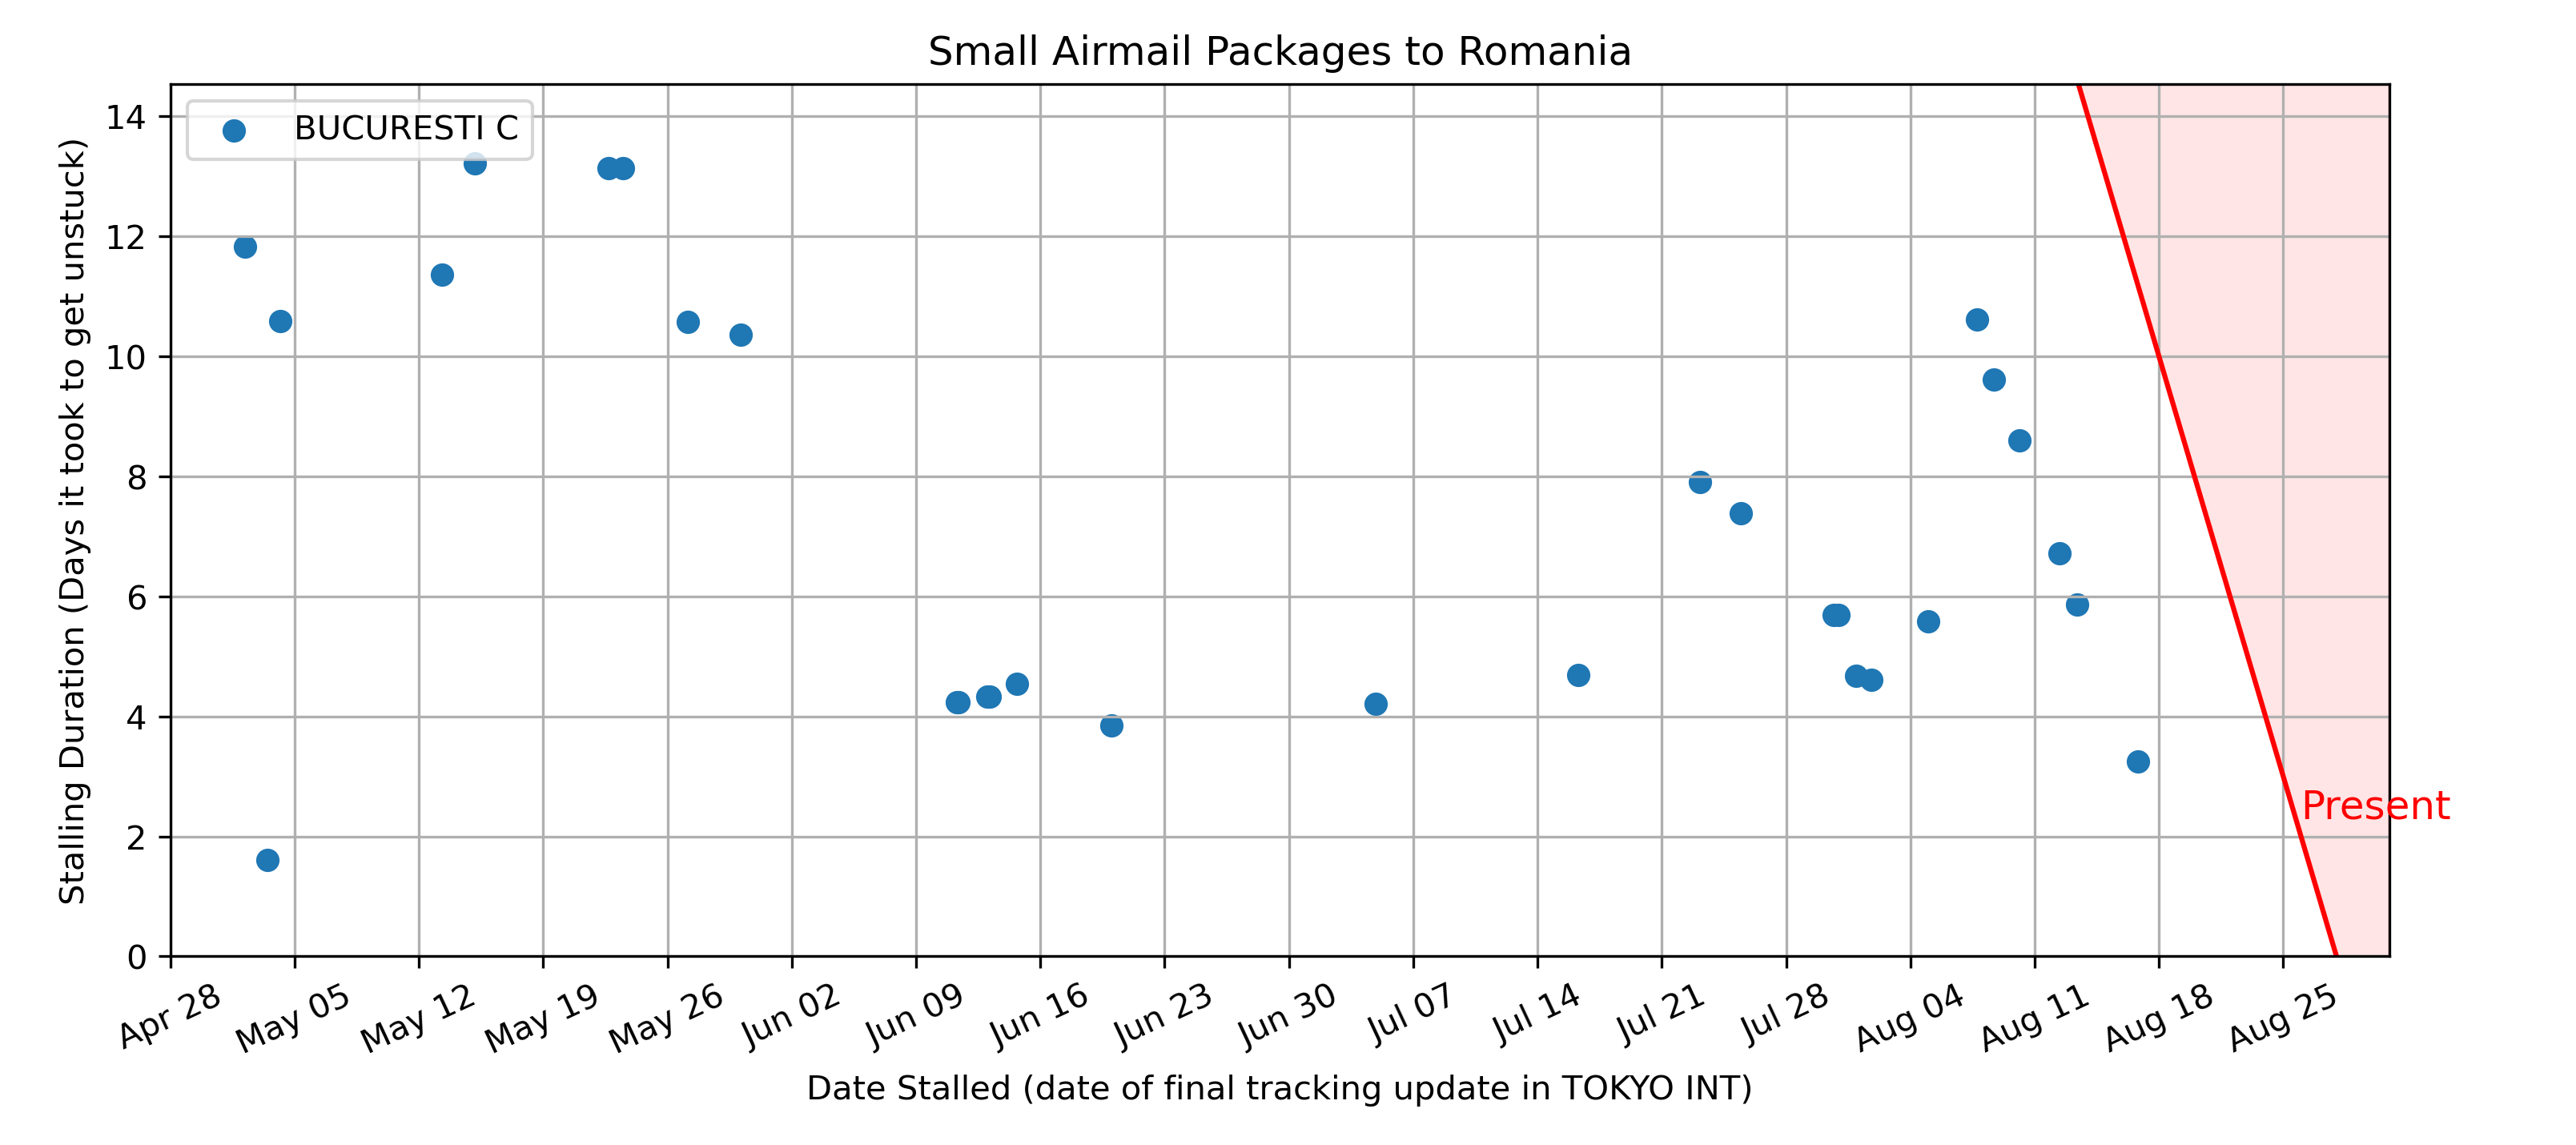 Small Airmail Packages to Romania
BUCURESTI C
Stalling Duration (Days it took to get unstuck)
14
12
10
8
6
4
2
0
Present
Apr 28
May 05
May 12
May 19
May 26
Jun 02
Jun 09
Jun 16
Jun 23
Jun 30
Jul 07
Jul 14
Jul 21
Jul 28
Aug 04
Aug 11
Aug 18
Aug 25
Date Stalled (date of final tracking update in TOKYO INT)